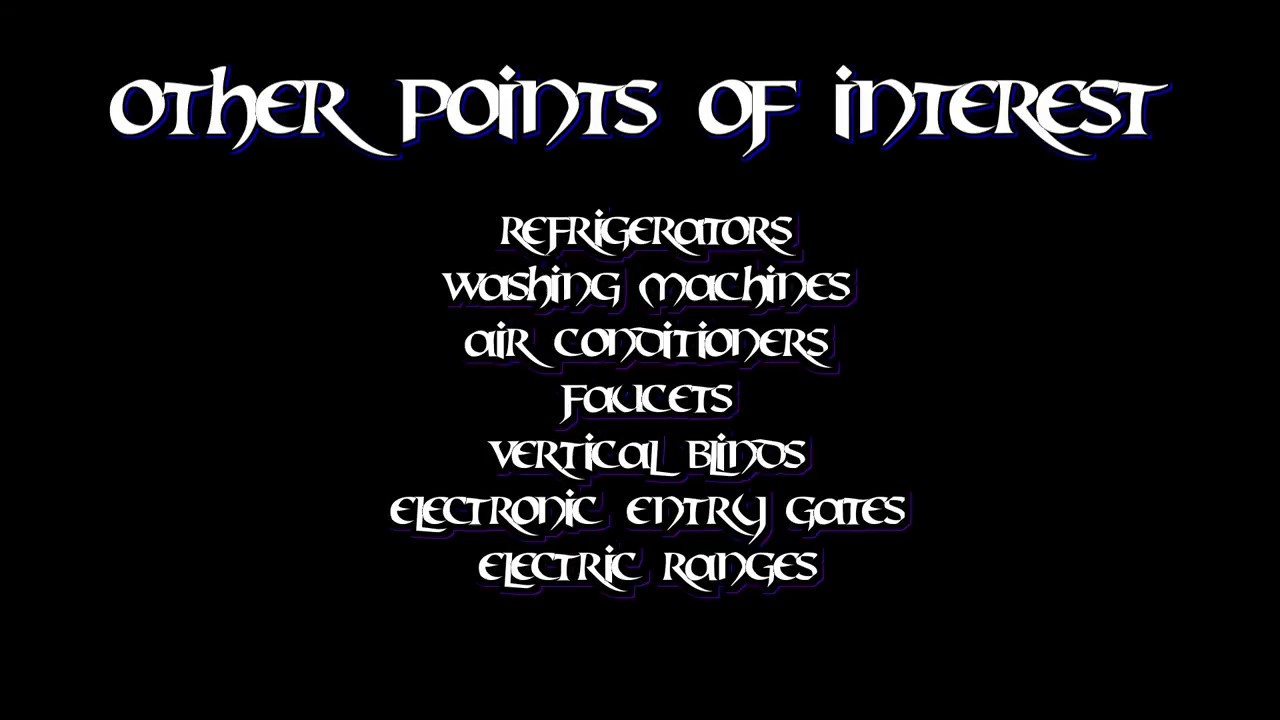 OTHER POINTS OF INTEREST
REFRIGERATORS
WASHING MACHINES
AIR CONDITIONERS
FAUCETS
VERTICAL BLINDS
ELECTRONIC ENTRY GATES
ELECTRIC RANGES